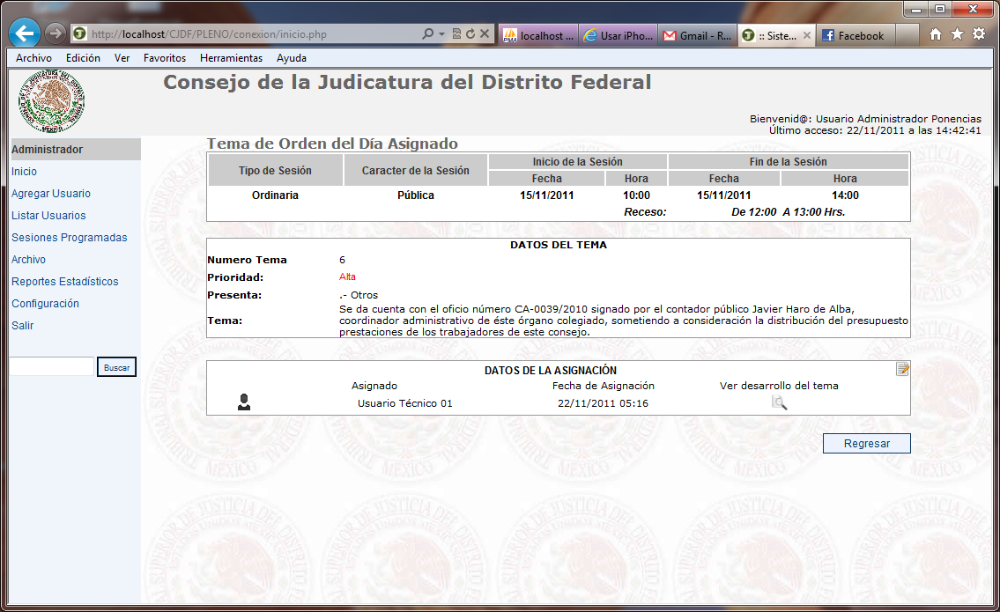 http://localhost/CJDF/PLENO/conexion/inicio.php
localhost ...
Usar iPho...
Gmail - R...
:: Siste...
Facebook
Archivo Edición Ver Favoritos Herramientas Ayuda
Consejo de la Judicatura del Distrito Federal
Bienvenid@: Usuario Administrador Ponencias
Último acceso: 22/11/2011 a las 14:42:41
Administrador
Inicio
Agregar Usuario
Listar Usuarios
Sesiones Programadas
Archivo
Reportes Estadísticos
Configuración
Salir
Buscar
Tema de Orden del Día Asignado
Tipo de Sesión Caracter de la Sesión Inicio de la Sesión Fin de la Sesión
Fecha Hora Fecha Hora
Ordinaria Pública 15/11/2011 10:00 15/11/2011 14:00
Receso: De 12:00 A 13:00 Hrs.
DATOS DEL TEMA
Numero Tema 6
Prioridad: Alta
Presenta: .- Otros
Tema: Se da cuenta con el oficio número CA-0039/2010 signado por el contador público Javier Haro de Alba,
coordinador administrativo de éste órgano colegiado, sometiendo a consideración la distribución del presupuesto
prestaciones de los trabajadores de este consejo.
DATOS DE LA ASIGNACIÓN
Asignado Fecha de Asignación Ver desarrollo del tema
Usuario Técnico 01 22/11/2011 05:16
Regresar